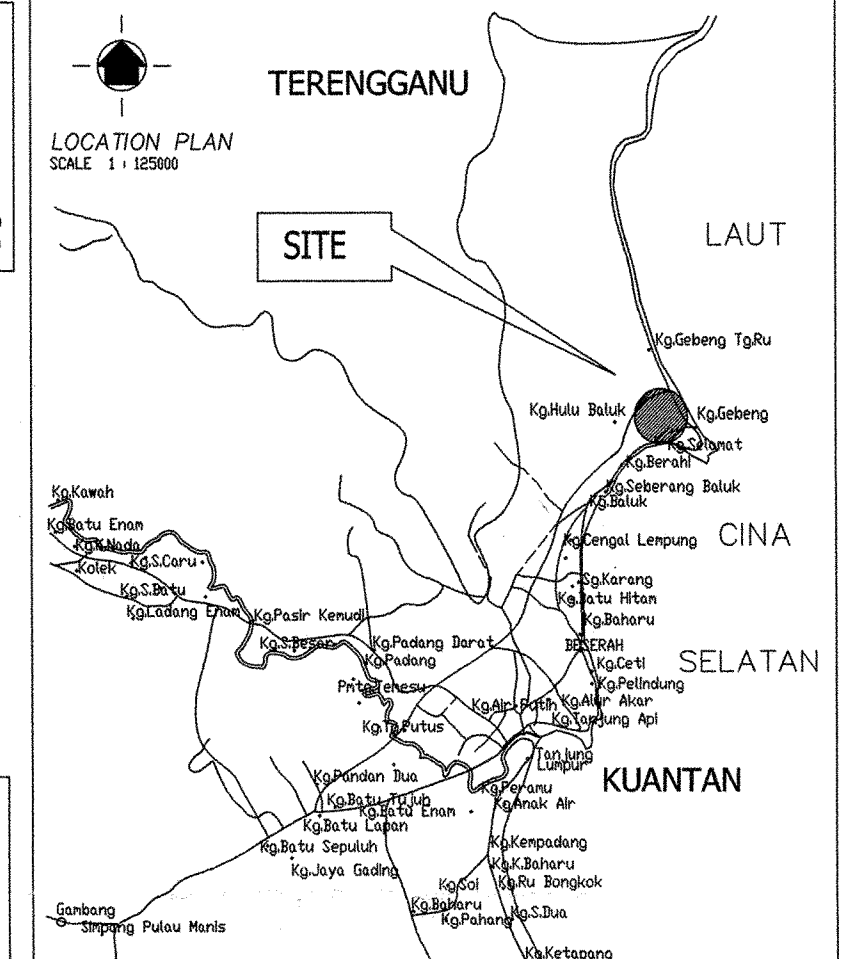 TERENGGANU
LOCATION PLAN
SCALE 1 : 125000
LAUT
SITE
Kg.Gebeng Tg.Ru
Kg.Hulu Baluk
Kg.Gebeng
Kg.Selamat
Kg.Berahi
Kg.Seberang Baluk
Kg.Kawah
Kg.Baluk
Kg.Batu Enam
CINA
Kg.Cengal Lempung
Kg.K.Nada
Kg.S.Caru
Kolek
Sg.Karang
Kg.S.Batu
Kg.Batu Hitam
Kg.Ladang Enam
Kg.Pasir Kemudi
Kg.Baharu
Kg.S.Besar
Kg.Padang Darat
BESERAH
Kg.Padang
Kg.Ceti
SELATAN
Kg.Pelindung
Kg.Air Putih
Kg.Alur Akar
Kg.Tanjung Api
Tanjung
Lumpur
KUANTAN
Kg.Pandan Dua
Kg.Peramu
Kg.Batu Tujuh
Kg.Anak Air
Kg.Batu Enam
Kg.Batu Lapan
Kg.Batu Sepuluh
Kg.Kempadang
Kg.Jaya Gading
Kg.K.Baharu
Kg.Soi
Kg.Ru Bongkok
Kg.Baharu
Gambang
Kg.Pahang
Kg.S.Dua
Simpang Pulau Manis
Kg.Ketapang